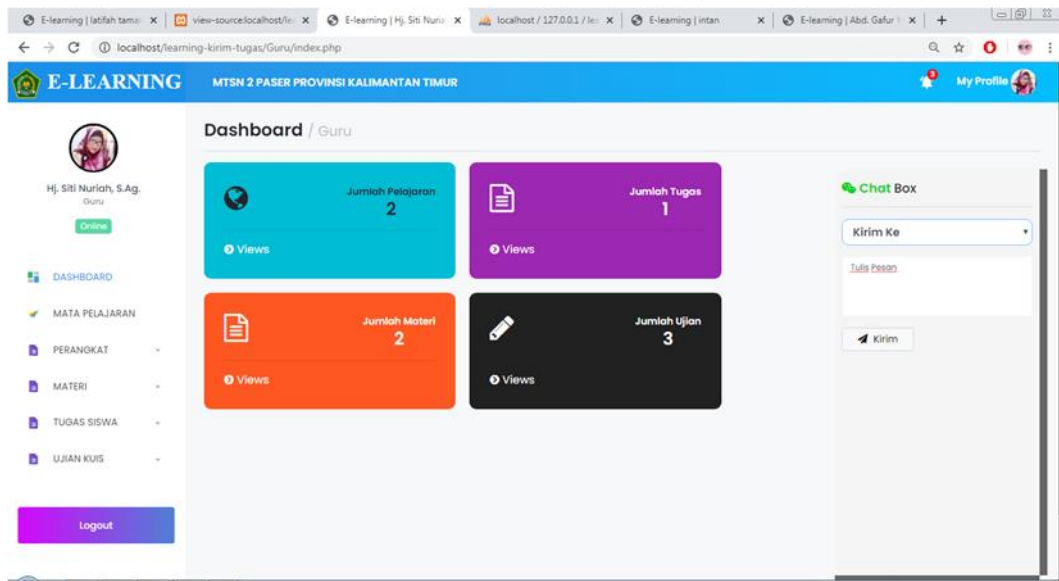 E-learning | latifah tama
view-source:localhost/le
E-learning | Hj. Siti Nuria
localhost / 127.0.0.1 / le
E-learning | intan
E-learning | Abd. Gafur
localhost/learning-kirim-tugas/Guru/index.php
E-LEARNING
MTSN 2 PASER PROVINSI KALIMANTAN TIMUR
3
My Profile
Hj. Siti Nuriah, S.Ag.
Guru
Online
DASHBOARD
MATA PELAJARAN
PERANGKAT
MATERI
TUGAS SISWA
UJIAN KUIS
Logout
Dashboard / Guru
Jumlah Pelajaran
2
Views
Jumlah Tugas
1
Views
Jumlah Materi
2
Views
Jumlah Ujian
3
Views
Chat Box
Kirim Ke
Tulis Pesan
Kirim